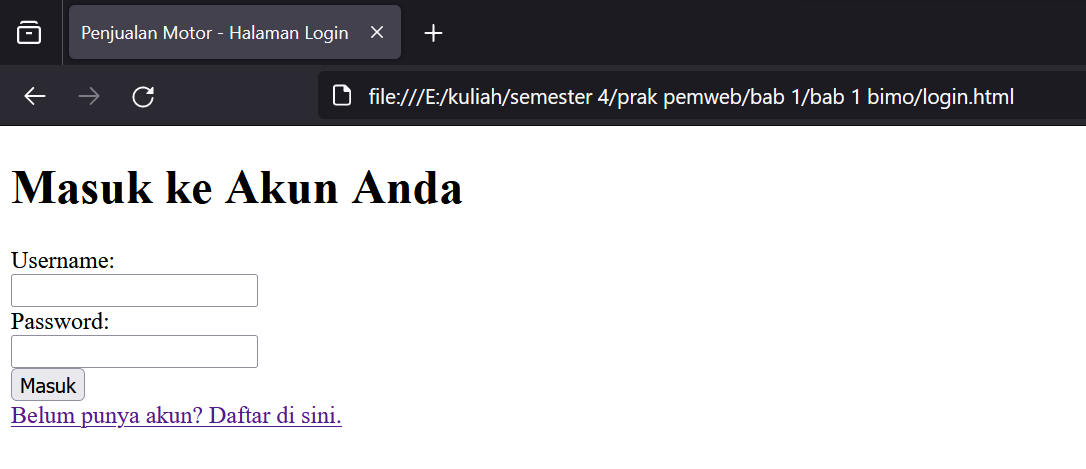 Penjualan Motor - Halaman Login
file:///E:/kuliah/semester 4/prak pemweb/bab 1/bab 1 bimo/login.html
Masuk ke Akun Anda
Username:
Password:
Masuk
Belum punya akun? Daftar di sini.